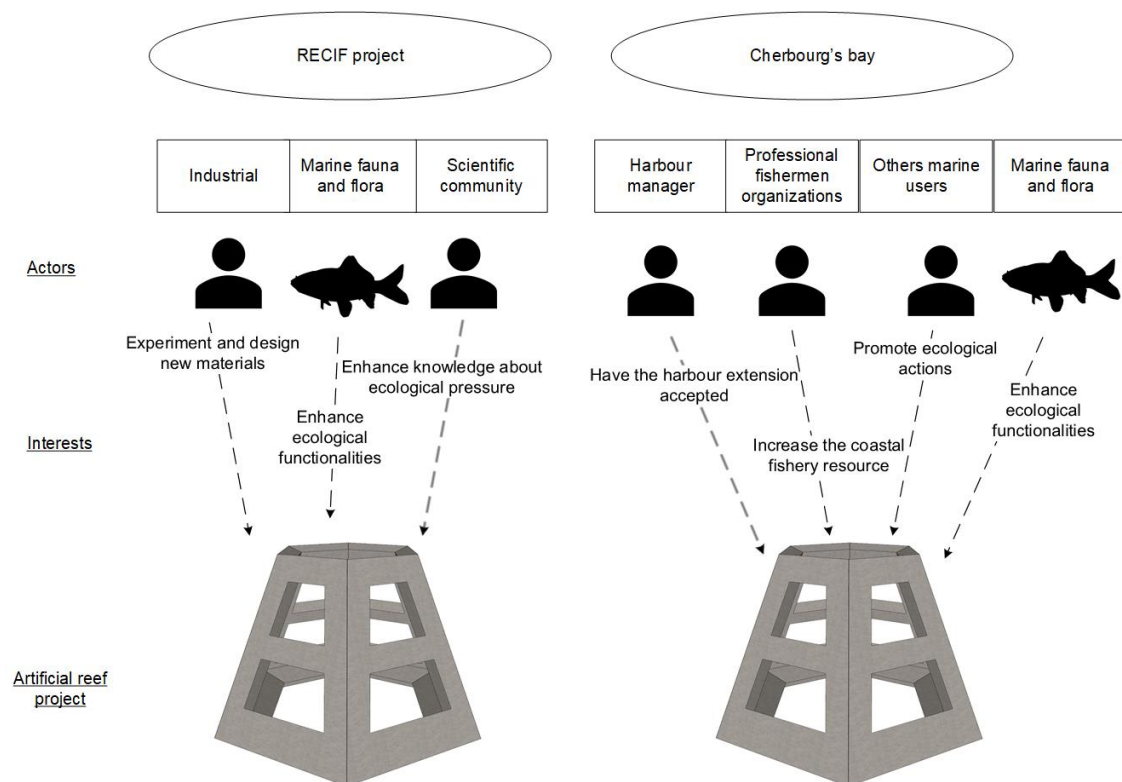 RECIF project
Cherbourg's bay
Industrial
Marine fauna
and flora
Scientific
community
Harbour
manager
Professional
fishermen
organizations
Others marine
users
Marine fauna
and flora
Actors
Experiment and design
new materials
Enhance knowledge about
ecological pressure
Enhance
ecological
functionalities
Have the harbour extension
accepted
Increase the coastal
fishery resource
Promote ecological
actions
Enhance
ecological
functionalities
Interests
Artificial reef
project